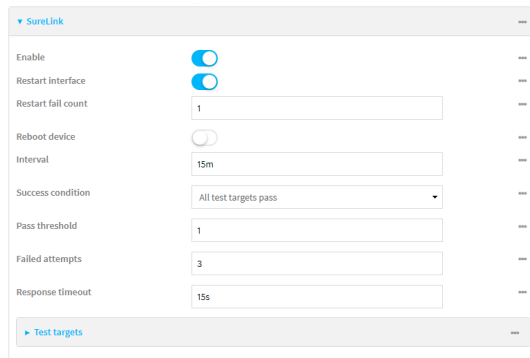 SureLink
Enable
Restart interface
Restart fail count
1
Reboot device
Interval
15m
Success condition
All test targets pass
Pass threshold
1
Failed attempts
3
Response timeout
15s
Test targets